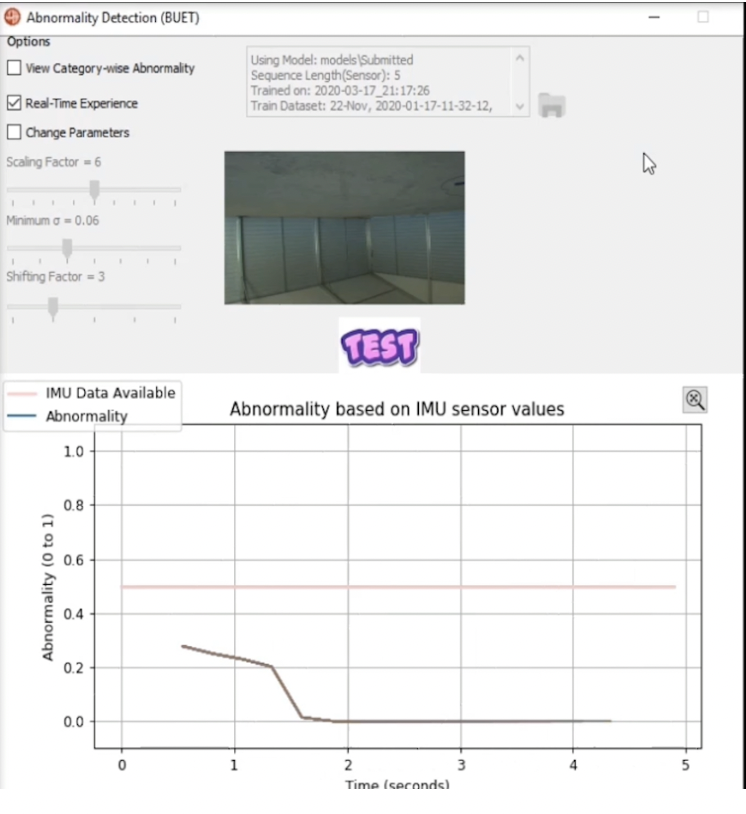 Abnormality Detection (BUET)
Options
View Category-wise Abnormality
Real-Time Experience
Change Parameters
Scaling Factor = 6
Minimum σ = 0.06
Shifting Factor = 3
Using Model: models\Submitted
Sequence Length(Sensor): 5
Trained on: 2020-03-17_21:17:26
Train Dataset: 22-Nov, 2020-01-17-11-32-12,
TEST
IMU Data Available
Abnormality
Abnormality based on IMU sensor values
Abnormality (0 to 1)
1.0
0.8
0.6
0.4
0.2
0.0
0 1 2 3 4 5
Time (seconds)